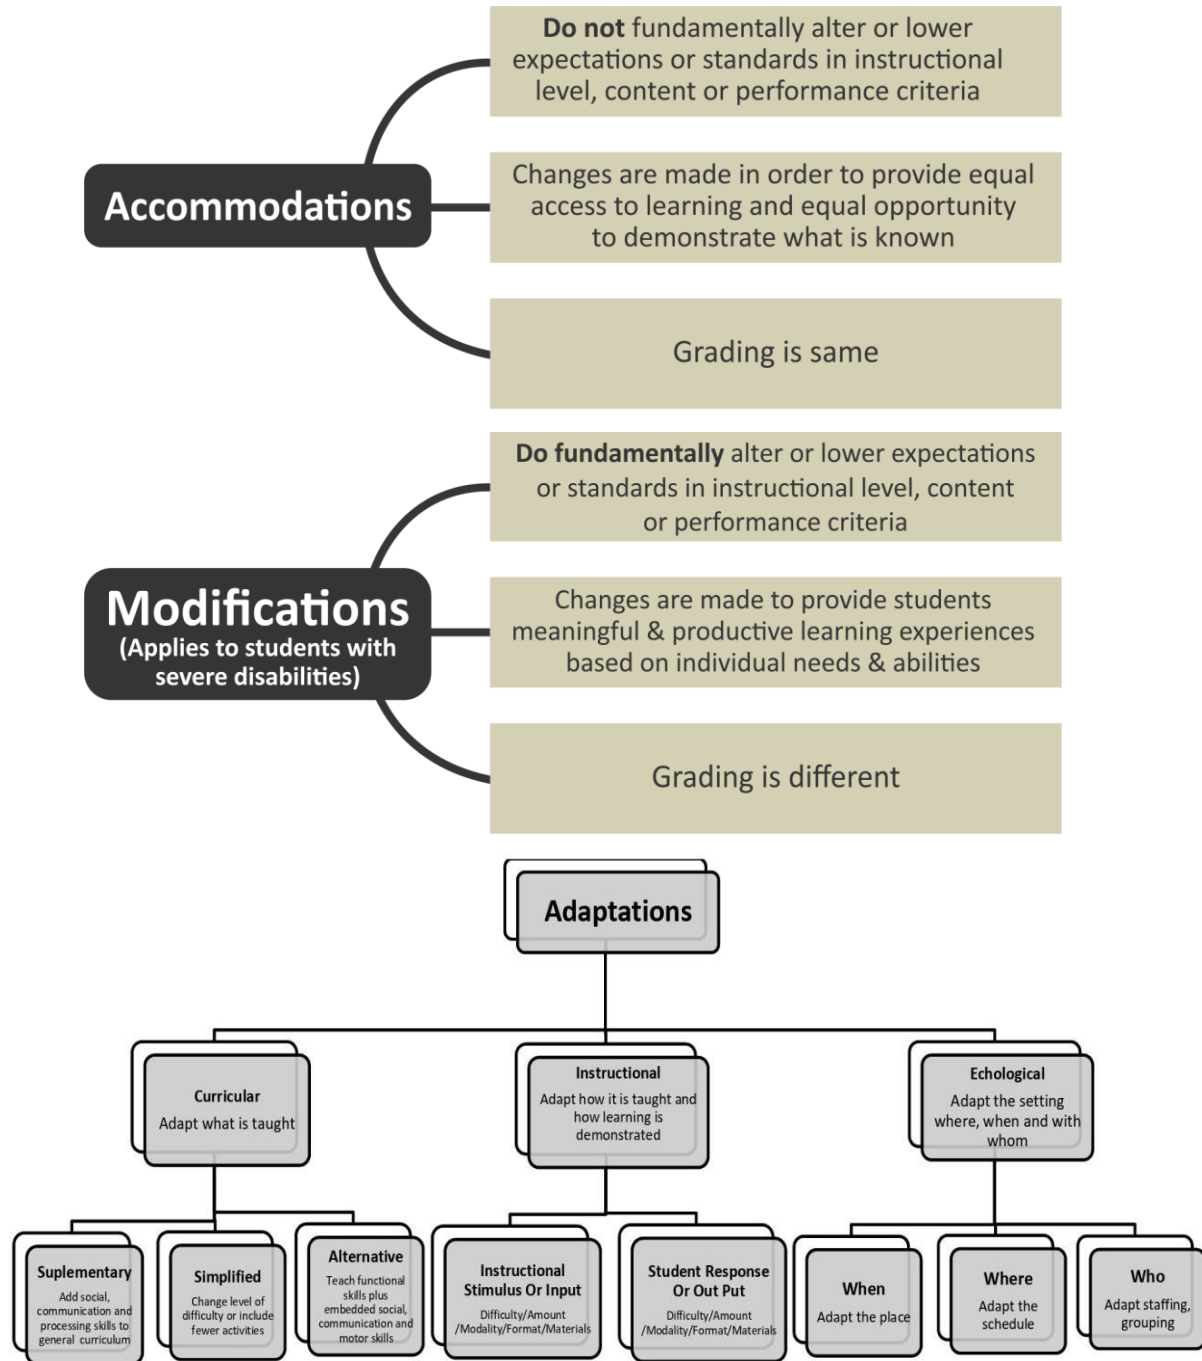 Do not fundamentally alter or lower
expectations or standards in instructional
level, content or performance criteria
Accommodations
Changes are made in order to provide equal
access to learning and equal opportunity
to demonstrate what is known
Grading is same
Do fundamentally alter or lower expectations
or standards in instructional level, content
or performance criteria
Modifications
(Applies to students with
severe disabilities)
Changes are made to provide students
meaningful & productive learning experiences
based on individual needs & abilities
Grading is different
Adaptations
Curricular
Adapt what is taught
Instructional
Adapt how it is taught and
how learning is
demonstrated
Echological
Adapt the setting
where, when and with
whom
Suplementary
Add social,
communication and
processing skills to
general curriculum
Simplified
Change level of
difficulty or include
fewer activities
Alternative
Teach functional
skills plus
embedded social,
communication and
motor skills
Instructional
Stimulus Or Input
Difficulty/Amount
/Modality/Format/Materials
Student Response
Or Out Put
Difficulty/Amount
/Modality/Format/Materials
When
Adapt the place
Where
Adapt the
schedule
Who
Adapt staffing,
grouping